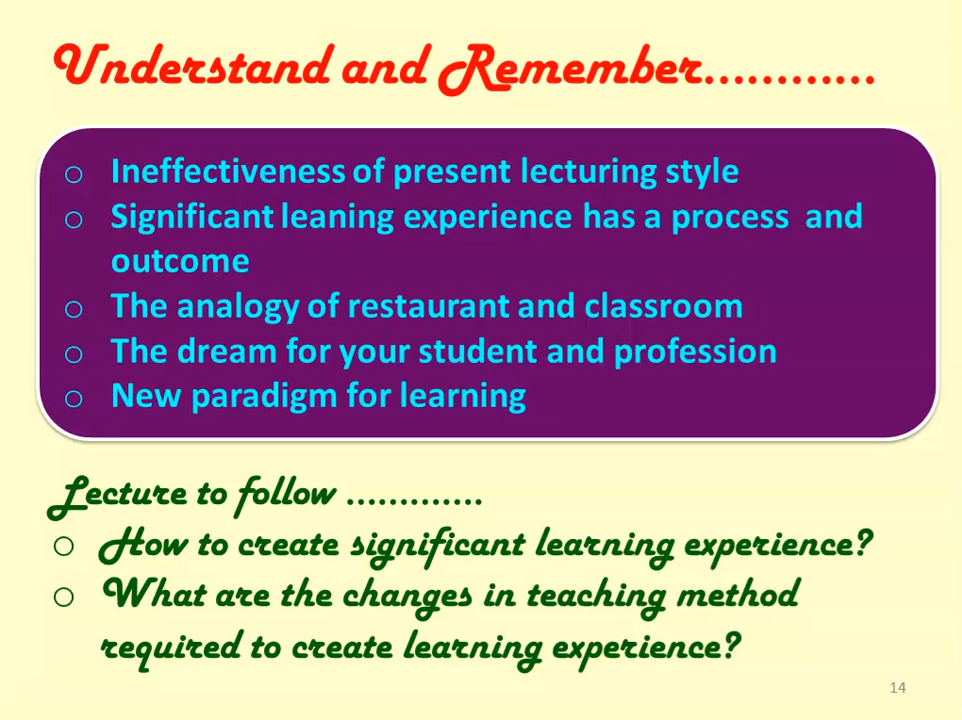 Understand and Remember............
o Ineffectiveness of present lecturing style
o Significant leaning experience has a process and
outcome
o The analogy of restaurant and classroom
o The dream for your student and profession
o New paradigm for learning
Lecture to follow .............
o How to create significant learning experience?
o What are the changes in teaching method
required to create learning experience?
14